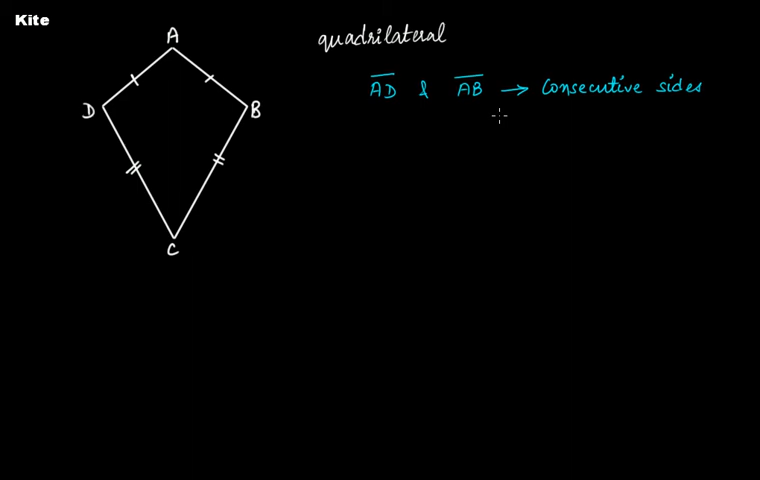 Kite
A
quadrilateral
AD & AB → Consecutive sides
D
B
C